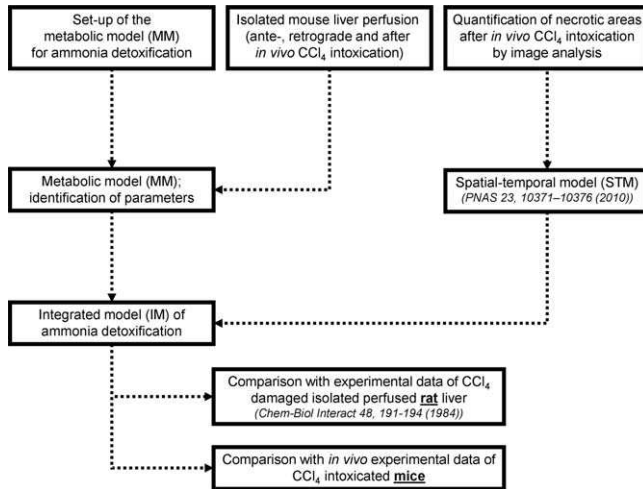 Set-up of the
metabolic model (MM)
for ammonia detoxification
Isolated mouse liver perfusion
(ante-, retrograde and after
in vivo CCl₄ intoxication)
Quantification of necrotic areas
after in vivo CCl₄ intoxication
by image analysis
Metabolic model (MM);
identification of parameters
Spatial-temporal model (STM)
(PNAS 23, 10371–10376 (2010))
Integrated model (IM) of
ammonia detoxification
Comparison with experimental data of CCl₄
damaged isolated perfused rat liver
(Chem-Biol Interact 48, 191-194 (1984))
Comparison with in vivo experimental data of
CCl₄ intoxicated mice